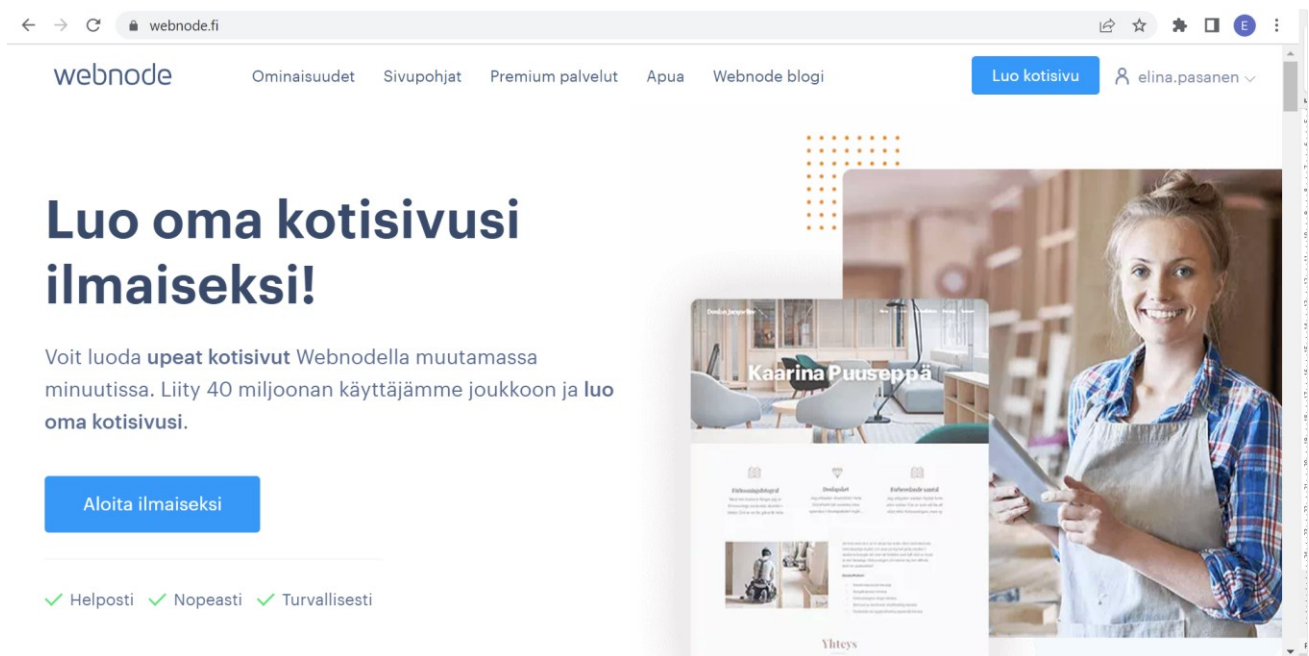 webnode.fi
E
webnode Ominaisuudet Sivupohjat Premium palvelut Apua Webnode blogi Luo kotisivu elina.pasanen
Luo oma kotisivusi
ilmaiseksi!
Voit luoda upeat kotisivut Webnodella muutamassa
minuutissa. Liity 40 miljoonan käyttäjämme joukkoon ja luo
oma kotisivusi.
Aloita ilmaiseksi
Helposti Nopeasti Turvallisesti
Kaarina Puuseppä
Yhteys